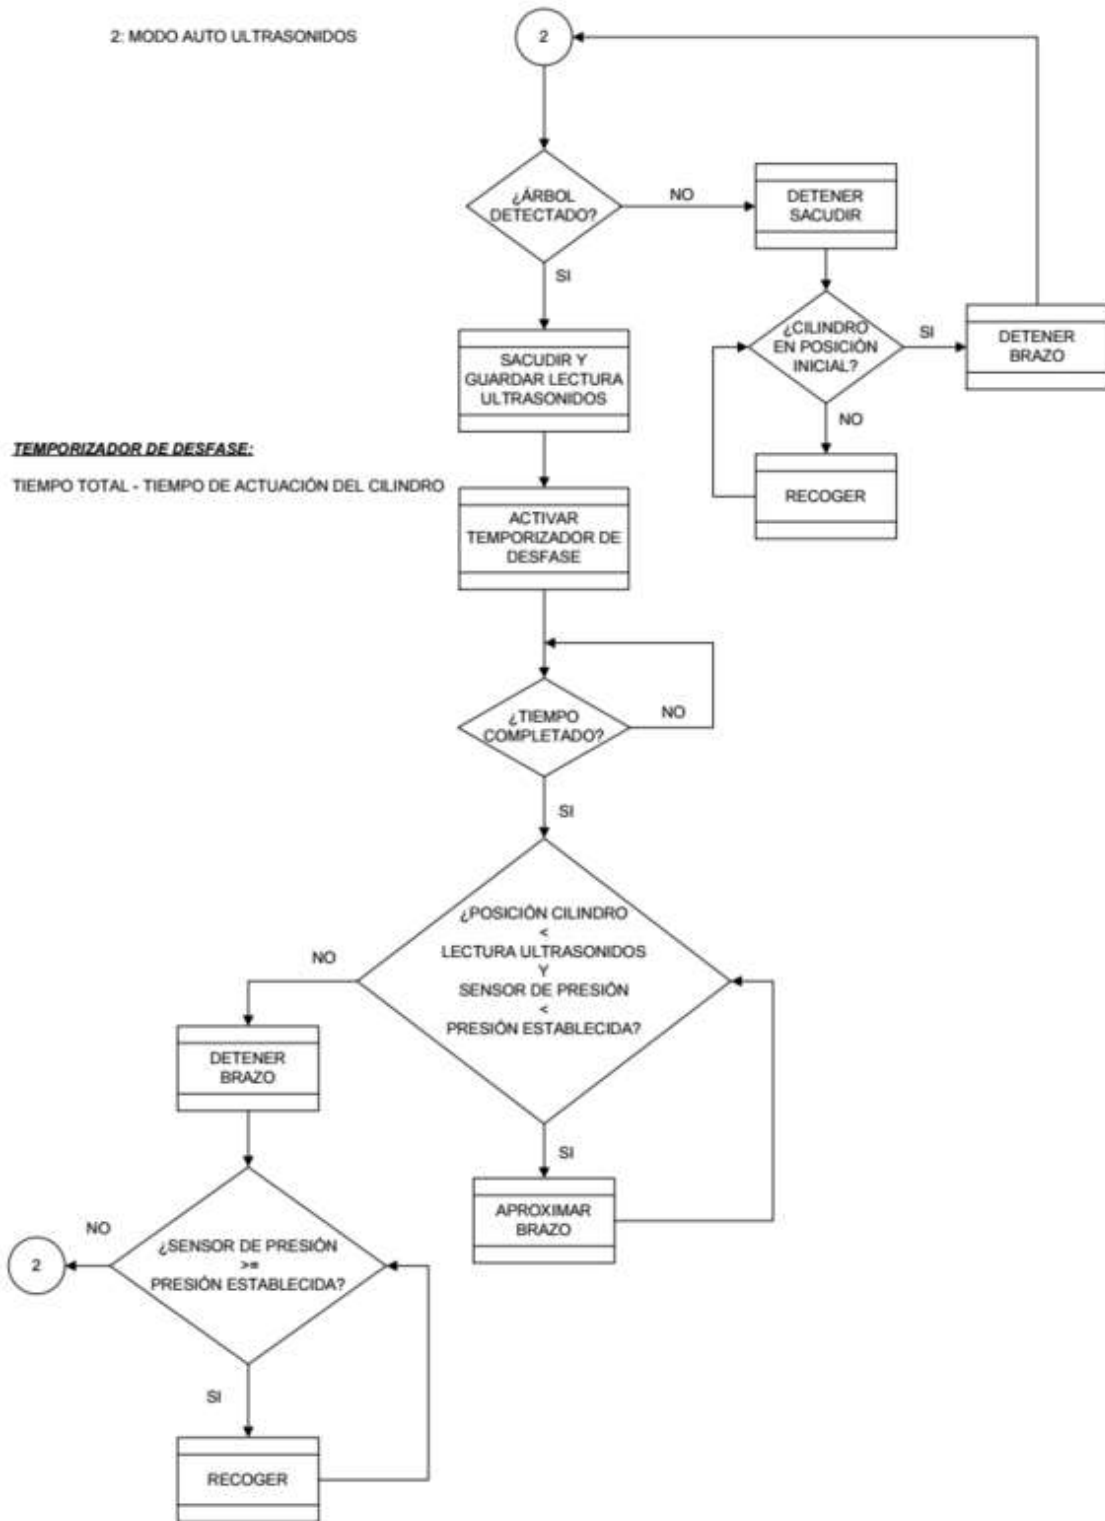 2: MODO AUTO ULTRASONIDOS
2
¿ÁRBOL
DETECTADO?
NO
DETENER
SACUDIR
SI
¿CILINDRO
EN POSICIÓN
INICIAL?
SI
DETENER
BRAZO
NO
RECOGER
SACUDIR Y
GUARDAR LECTURA
ULTRASONIDOS
TEMPORIZADOR DE DESFASE:
TIEMPO TOTAL - TIEMPO DE ACTUACIÓN DEL CILINDRO
ACTIVAR
TEMPORIZADOR DE
DESFASE
¿TIEMPO
COMPLETADO?
NO
SI
¿POSICIÓN CILINDRO
<
LECTURA ULTRASONIDOS
Y
SENSOR DE PRESIÓN
<
PRESIÓN ESTABLECIDA?
NO
DETENER
BRAZO
SI
APROXIMAR
BRAZO
¿SENSOR DE PRESIÓN
>=
PRESIÓN ESTABLECIDA?
NO
2
SI
RECOGER